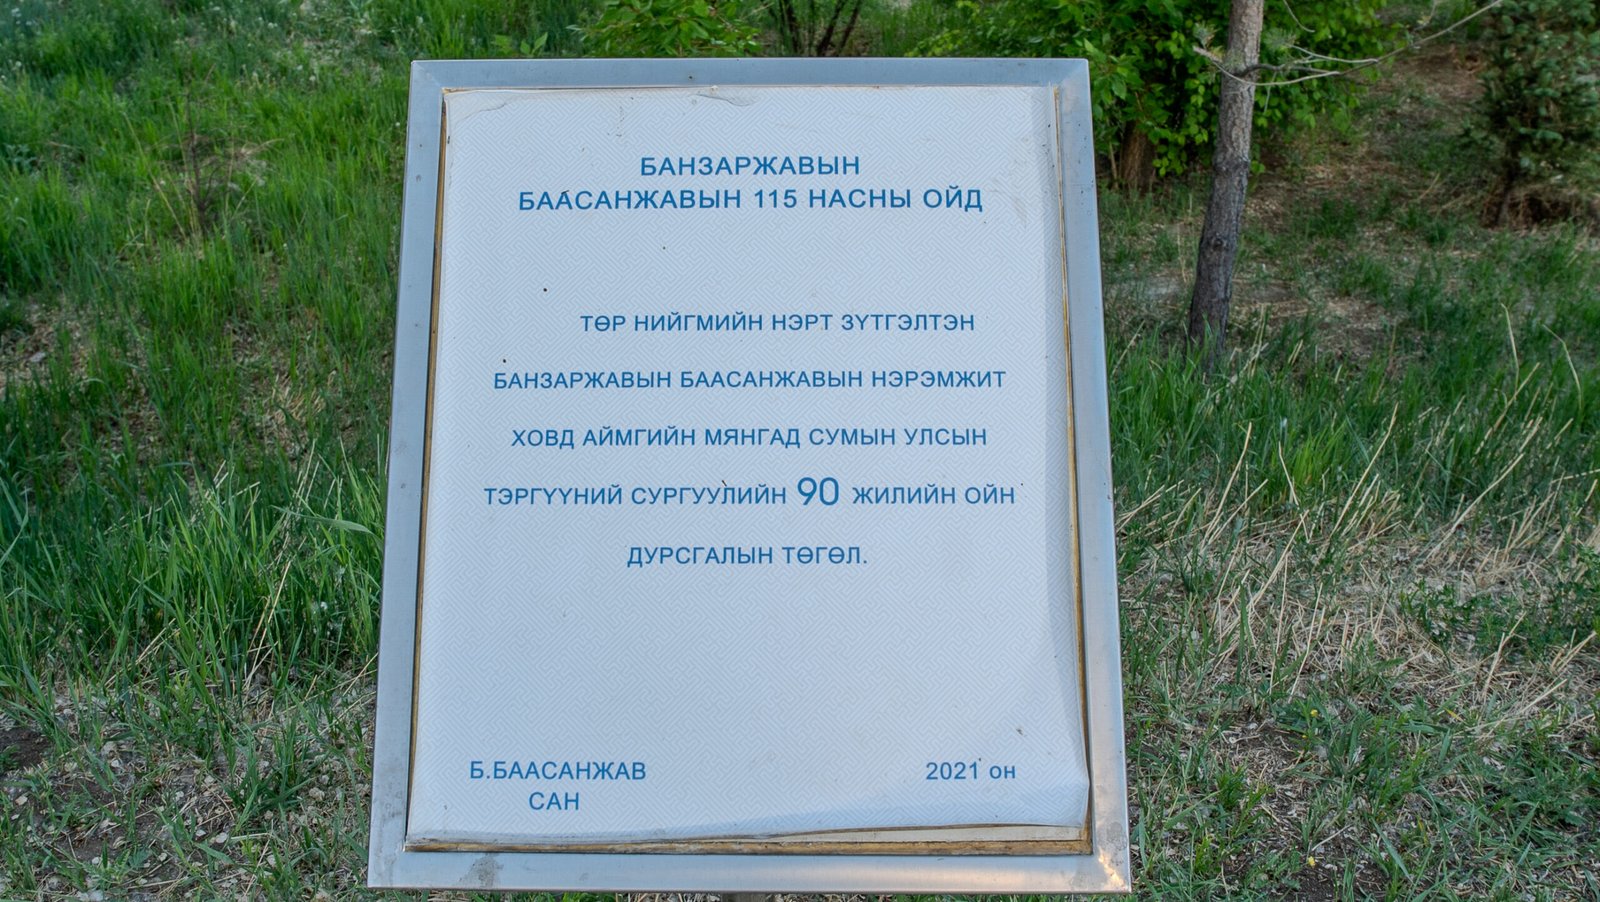 БАНЗАРЖАВЫН
БААСАНЖАВЫН 115 НАСНЫ ОЙД
ТӨР НИЙГМИЙН НЭРТ ЗҮТГЭЛТЭН
БАНЗАРЖАВЫН БААСАНЖАВЫН НЭРЭМЖИТ
ХОВД АЙМГИЙН МЯНГАД СУМЫН УЛСЫН
ТЭРГҮҮНИЙ СУРГУУЛИЙН 90 ЖИЛИЙН ОЙН
ДУРСГАЛЫН ТӨГӨЛ.
Б.БААСАНЖАВ 2021 он
САН